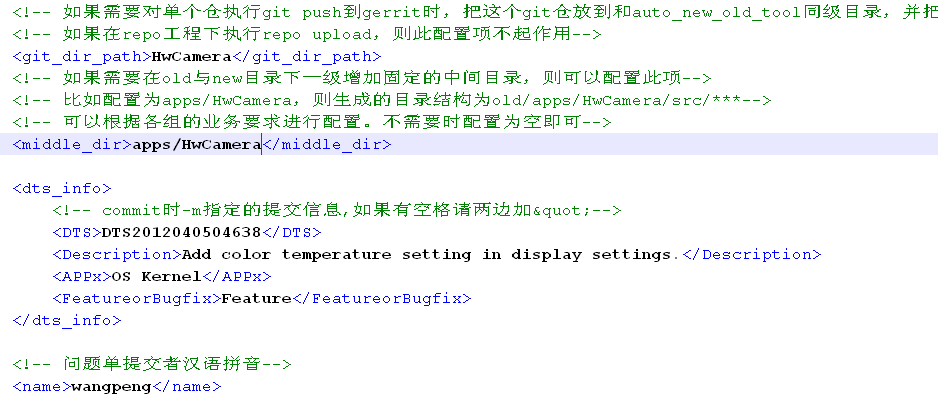 <!-- 如果需要对单个仓执行git push到gerrit时，把这个git仓放到和auto_new_old_tool同级目录，并把
<!-- 如果在repo工程下执行repo upload，则此配置项不起作用-->
<git_dir_path>HwCamera</git_dir_path>
<!-- 如果需要在old与new目录下一级增加固定的中间目录，则可以配置此项-->
<!-- 比如配置为apps/HwCamera，则生成的目录结构为old/apps/HwCamera/src/***-->
<!-- 可以根据各组的业务要求进行配置。不需要时配置为空即可-->
<middle_dir>apps/HwCamera</middle_dir>
<dts_info>
<!-- commit时-m指定的提交信息,如果有空格请两边加&quot;-->
<DTS>DTS2012040504638</DTS>
<Description>Add color temperature setting in display settings.</Description>
<APPx>OS Kernel</APPx>
<FeatureorBugfix>Feature</FeatureorBugfix>
</dts_info>
<!-- 问题单提交者汉语拼音-->
<name>wangpeng</name>